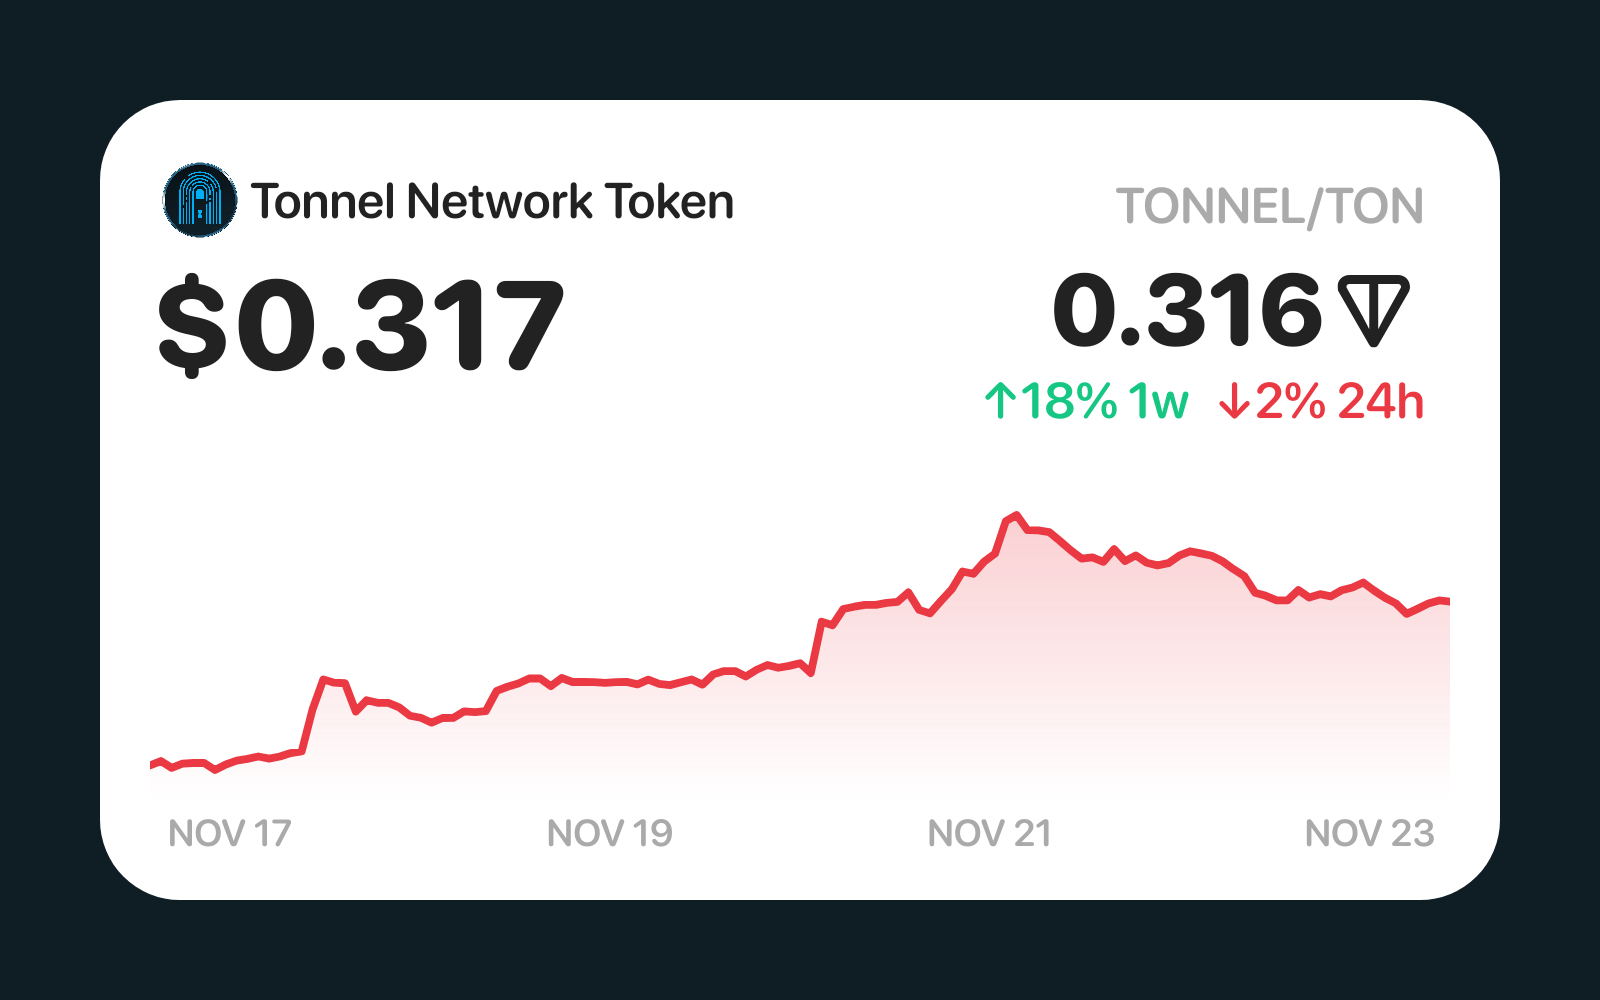 Tonnel Network Token
TONNEL/TON
$0.317
0.316
↑18% 1w ↓2% 24h
NOV 17 NOV 19 NOV 21 NOV 23